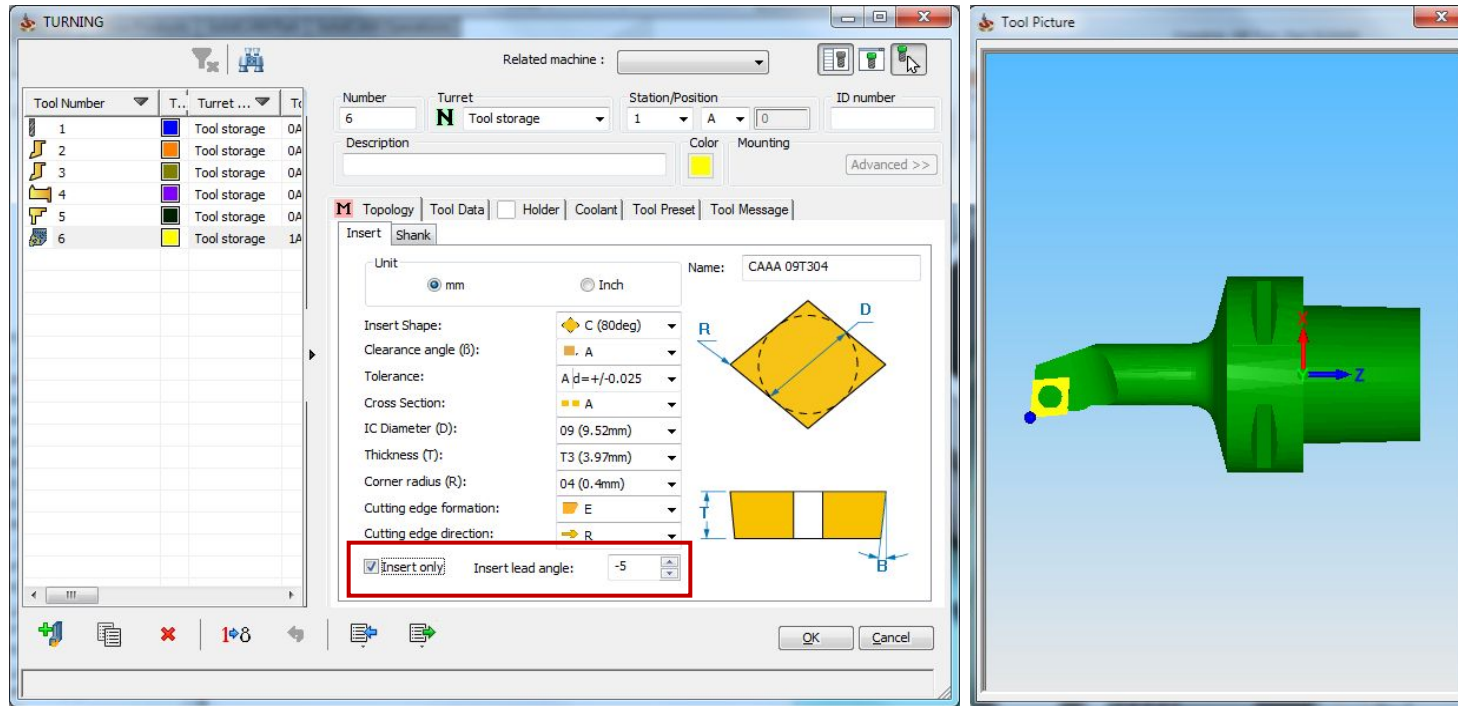 TURNING
Related machine :
Tool Number T.. Turret ... To
1 Tool storage 0A
2 Tool storage 0A
3 Tool storage 0A
4 Tool storage 0A
5 Tool storage 0A
6 Tool storage 1A
1 8
Number Turret Station/Position ID number
6 N Tool storage 1 A 0
Description Color Mounting
Advanced >>
M Topology Tool Data Holder Coolant Tool Preset Tool Message
Insert Shank
Unit
mm Inch
Name: CAAA 09T304
Insert Shape: C (80deg)
Clearance angle (β): A
Tolerance: A d=+/-0.025
Cross Section: A
IC Diameter (D): 09 (9.52mm)
Thickness (T): T3 (3.97mm)
Corner radius (R): 04 (0.4mm)
Cutting edge formation: E
Cutting edge direction: R
Insert only Insert lead angle: -5
R
D
T
B
OK Cancel
Tool Picture
X
Y
Z